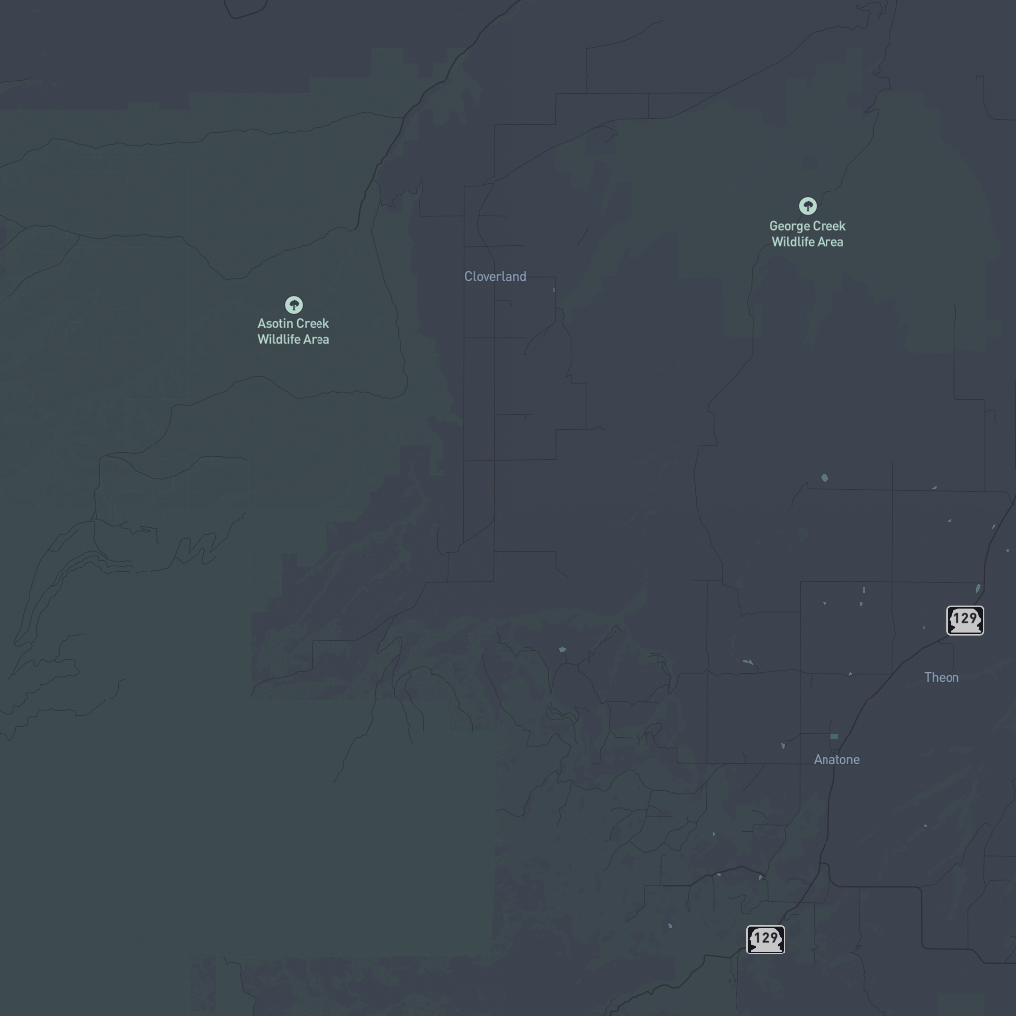 George Creek
Wildlife Area
Cloverland
Asotin Creek
Wildlife Area
129
Theon
Anatone
129